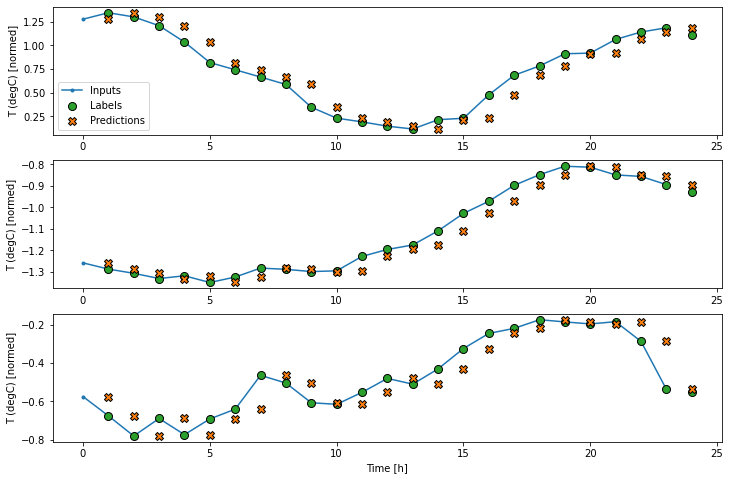 T (degC) [normed]
1.25
1.00
0.75
0.50
0.25
Inputs
Labels
Predictions
0 5 10 15 20 25
T (degC) [normed]
−0.8
−0.9
−1.0
−1.1
−1.2
−1.3
0 5 10 15 20 25
T (degC) [normed]
−0.2
−0.4
−0.6
−0.8
0 5 10 15 20 25
Time [h]